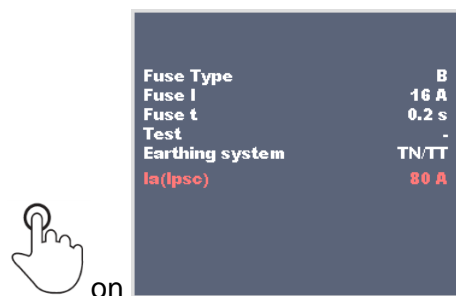 Fuse Type B
Fuse I 16 A
Fuse t 0.2 s
Test -
Earthing system TN/TT
Ia(Ipsc) 80 A
on